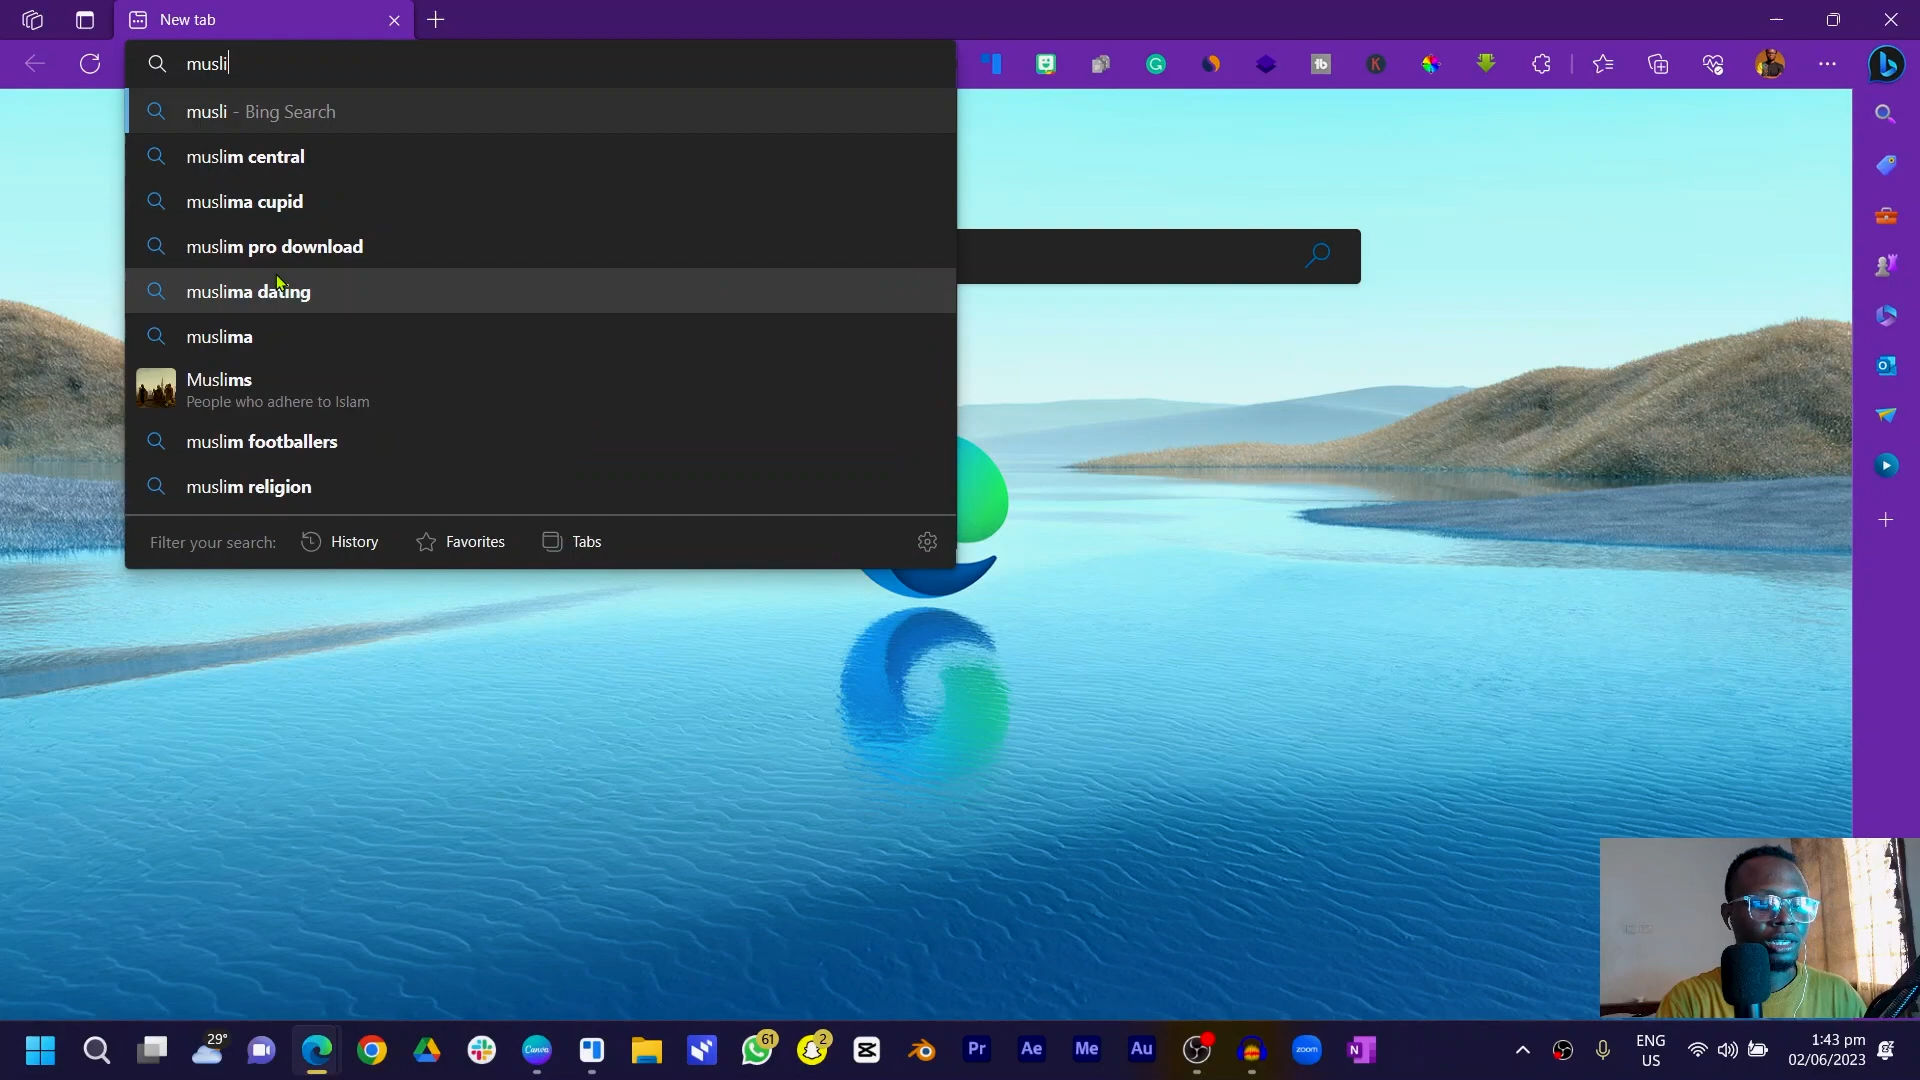 New tab
musli
musli - Bing Search
muslim central
muslima cupid
muslim pro download
muslima dating
muslima
Muslims
People who adhere to Islam
muslim footballers
muslim religion
Filter your search: History Favorites Tabs
29°
Canva
61
2
Pr
Ae
Me
Au
zoom
N
ENG
US
1:43 pm
02/06/2023